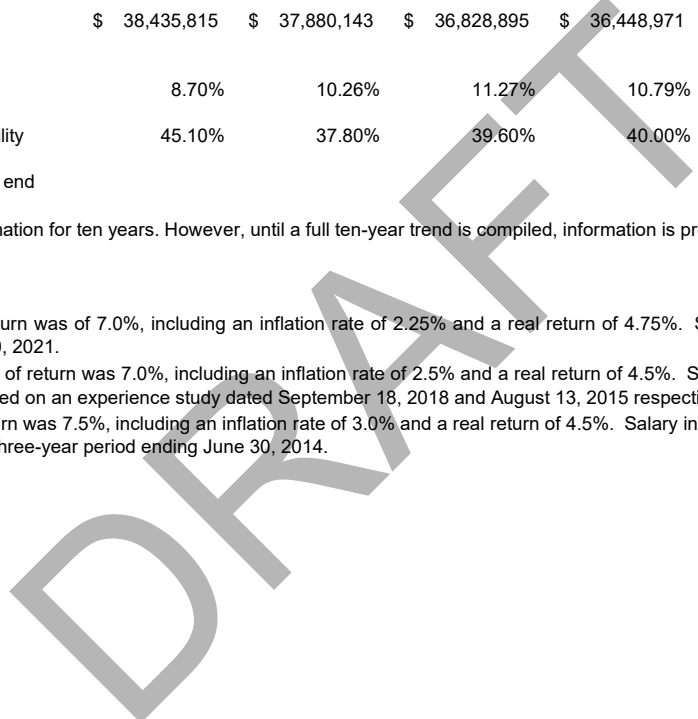 $ 38,435,815 $ 37,880,143 $ 36,828,895 $ 36,448,971
8.70% 10.26% 11.27% 10.79%
ility 45.10% 37.80% 39.60% 40.00%
end
nation for ten years. However, until a full ten-year trend is compiled, information is pr
urn was of 7.0%, including an inflation rate of 2.25% and a real return of 4.75%. S
0, 2021.
of return was 7.0%, including an inflation rate of 2.5% and a real return of 4.5%. S
ed on an experience study dated September 18, 2018 and August 13, 2015 respecti
rn was 7.5%, including an inflation rate of 3.0% and a real return of 4.5%. Salary in
hree-year period ending June 30, 2014.
DRAFT